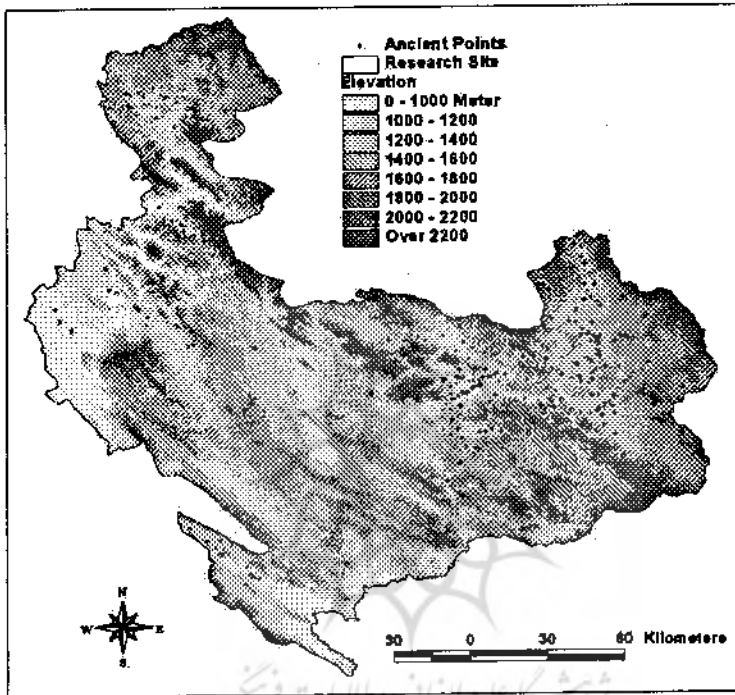 Ancient Points
Research Site
Elevation
0 - 1000 Meter
1000 - 1200
1200 - 1400
1400 - 1600
1600 - 1800
1800 - 2000
2000 - 2200
Over 2200
N
W E
S
30 0 30 60 Kilometers